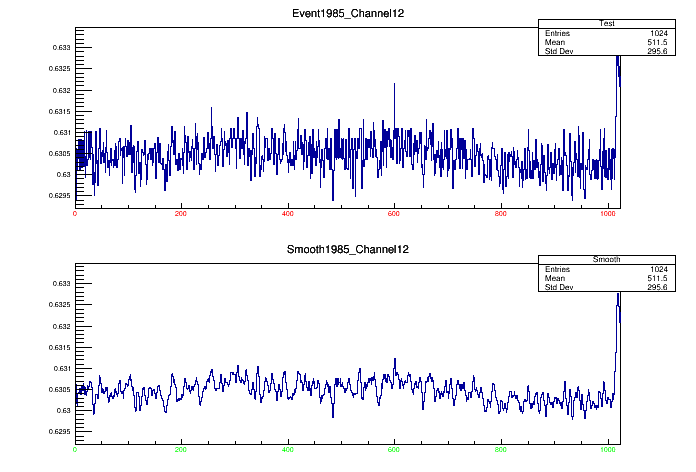 Event1985_Channel12
Test
Entries 1024
Mean 511.5
Std Dev 295.6
0.633
0.6325
0.632
0.6315
0.631
0.6305
0.63
0.6295
0 200 400 600 800 1000
Smooth1985_Channel12
Smooth
Entries 1024
Mean 511.5
Std Dev 295.6
0.633
0.6325
0.632
0.6315
0.631
0.6305
0.63
0.6295
0 200 400 600 800 1000